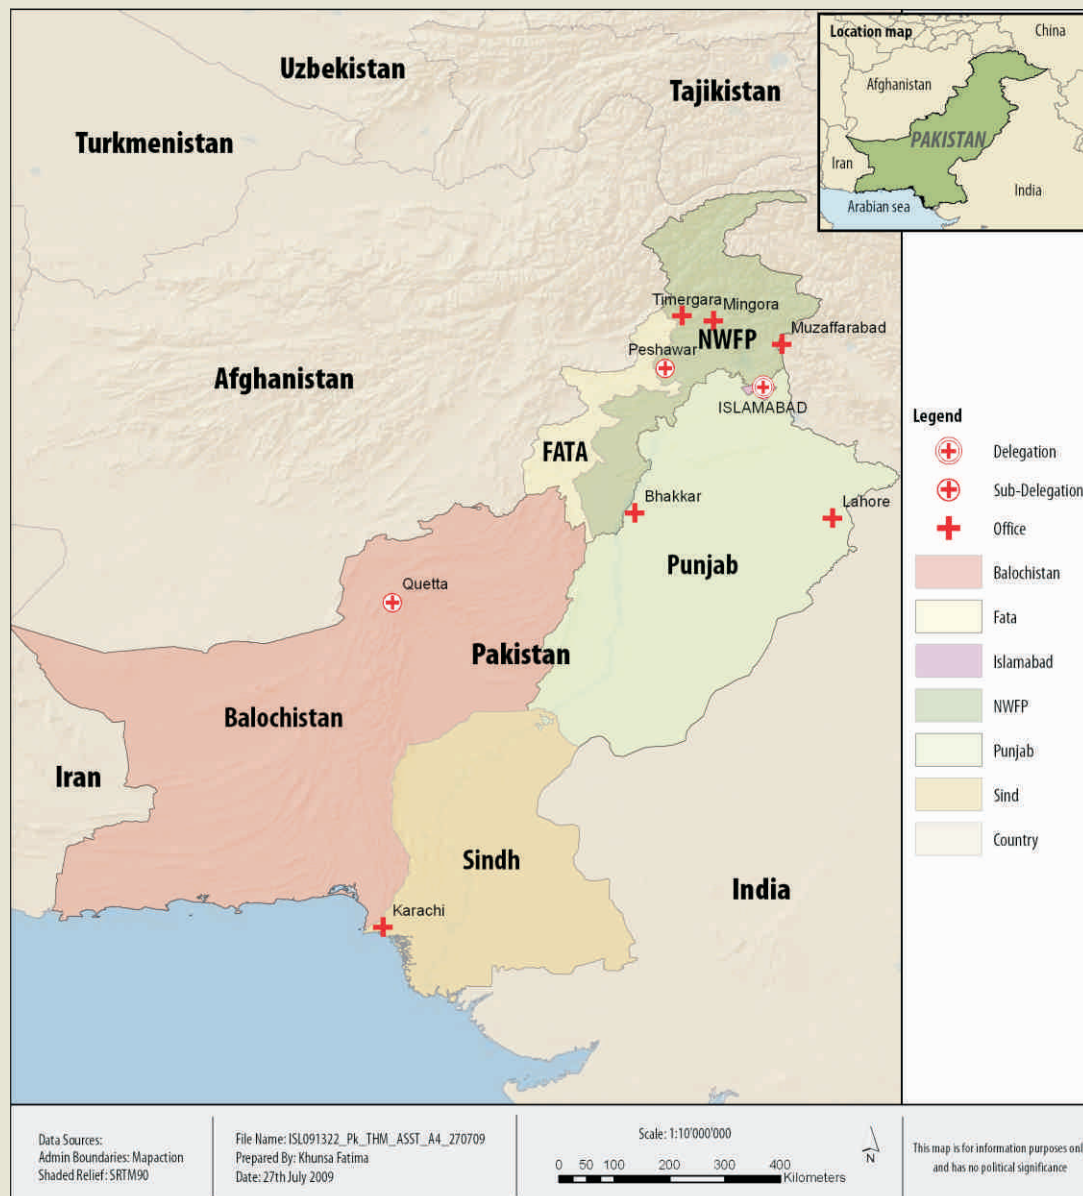 Location map
China
Afghanistan
PAKISTAN
Iran
India
Arabian sea
Uzbekistan
Tajikistan
Turkmenistan
Timergara
Mingora
Muzaffarabad
NWFP
Peshawar
Afghanistan
ISLAMABAD
FATA
Bhakkar
Lahore
Punjab
Quetta
Pakistan
Balochistan
Iran
Sindh
India
Karachi
Legend
Delegation
Sub-Delegation
Office
Balochistan
Fata
Islamabad
NWFP
Punjab
Sind
Country
Data Sources:
Admin Boundaries: Mapaction
Shaded Relief: SRTM90
File Name: ISL091322_Pk_THM_ASST_A4_270709
Prepared By: Khunsa Fatima
Date: 27th July 2009
Scale: 1:10'000'000
0 50 100 200 300 400
Kilometers
N
This map is for information purposes onl
and has no political significance